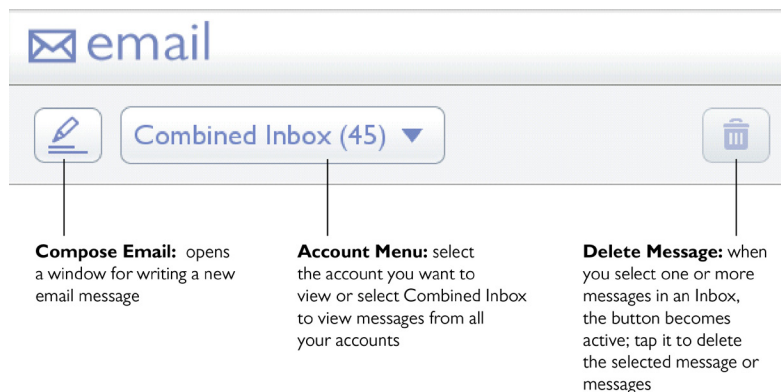 email
Combined Inbox (45)
Compose Email: opens
a window for writing a new
email message
Account Menu: select
the account you want to
view or select Combined Inbox
to view messages from all
your accounts
Delete Message: when
you select one or more
messages in an Inbox,
the button becomes
active; tap it to delete
the selected message or
messages